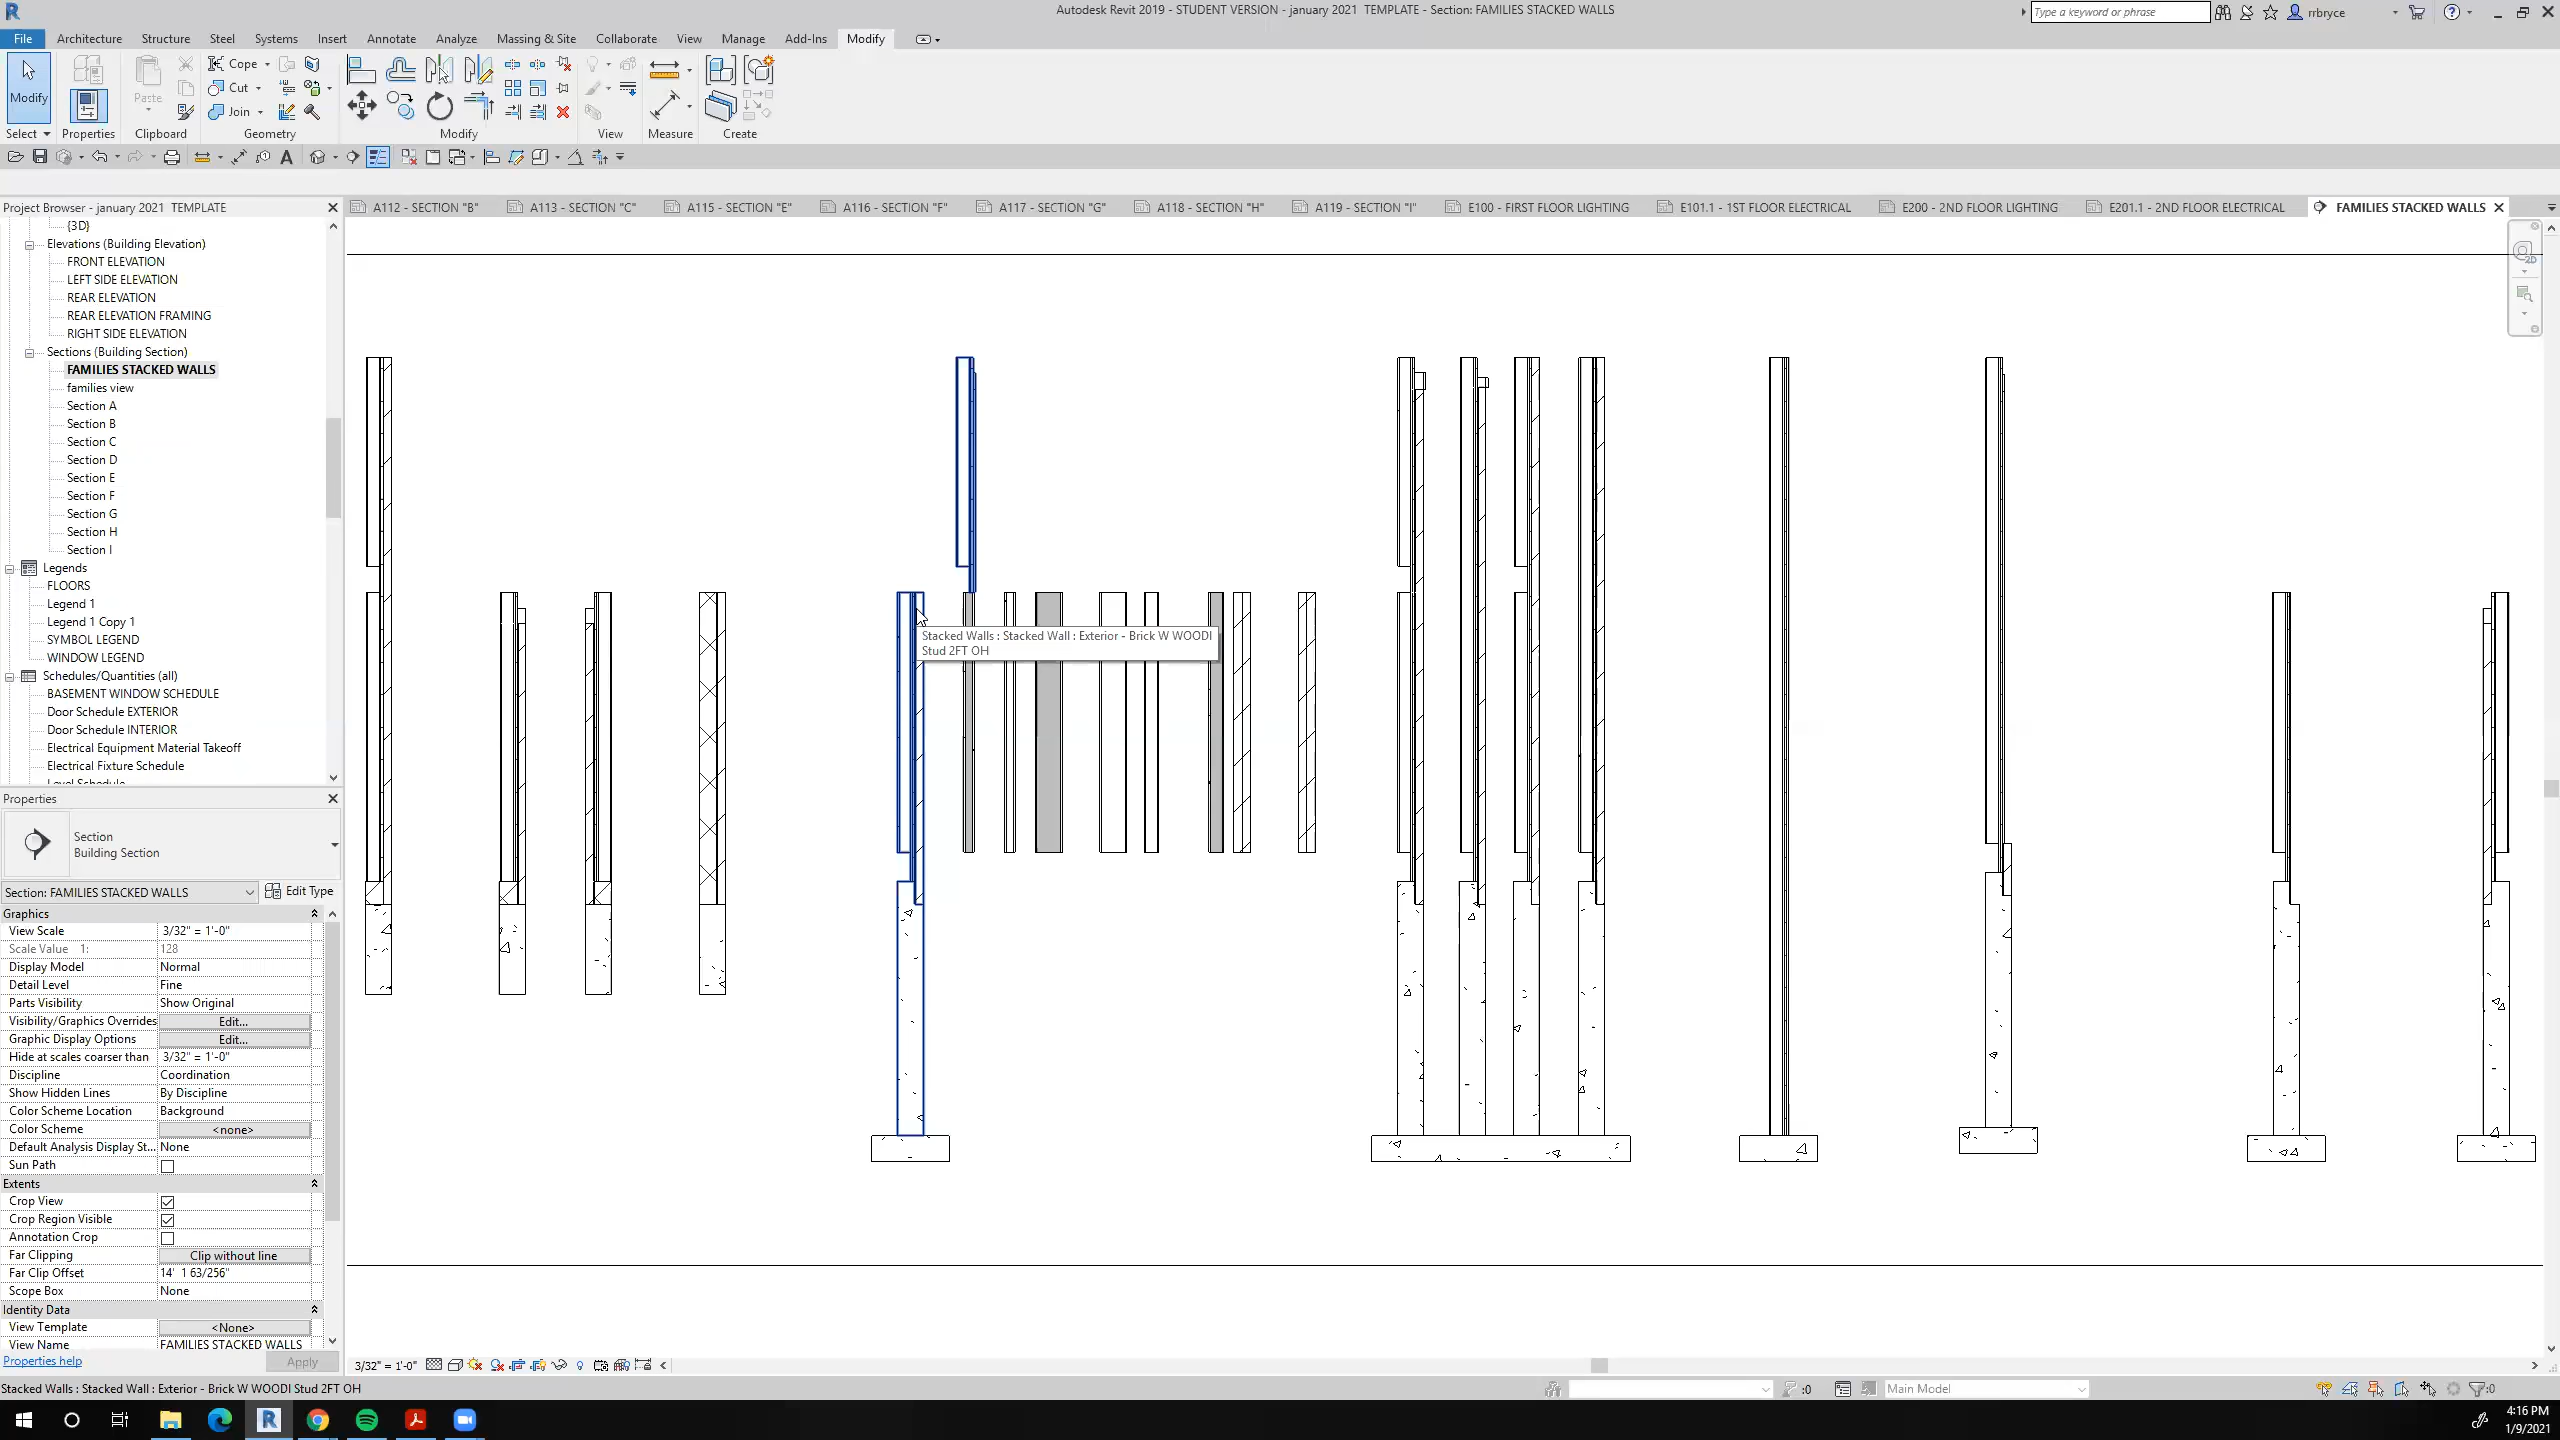 Autodesk Revit 2019 - STUDENT VERSION - january 2021  TEMPLATE - Section: FAMILIES STACKED WALLS
Type a keyword or phrase
rrbryce
File
Architecture
Structure
Steel
Systems
Insert
Annotate
Analyze
Massing & Site
Collaborate
View
Manage
Add-Ins
Modify
Modify
Paste
Cope
Cut
Join
Select
Properties
Clipboard
Geometry
Modify
View
Measure
Create
Project Browser - january 2021  TEMPLATE
A112 - SECTION "B"
A113 - SECTION "C"
A115 - SECTION "E"
A116 - SECTION "F"
A117 - SECTION "G"
A118 - SECTION "H"
A119 - SECTION "I"
E100 - FIRST FLOOR LIGHTING
E101.1 - 1ST FLOOR ELECTRICAL
E200 - 2ND FLOOR LIGHTING
E201.1 - 2ND FLOOR ELECTRICAL
FAMILIES STACKED WALLS
2D
{3D}
Elevations (Building Elevation)
FRONT ELEVATION
LEFT SIDE ELEVATION
REAR ELEVATION
REAR ELEVATION FRAMING
RIGHT SIDE ELEVATION
Sections (Building Section)
FAMILIES STACKED WALLS
families view
Section A
Section B
Section C
Section D
Section E
Section F
Section G
Section H
Section I
Legends
FLOORS
Legend 1
Legend 1 Copy 1
SYMBOL LEGEND
WINDOW LEGEND
Schedules/Quantities (all)
BASEMENT WINDOW SCHEDULE
Door Schedule EXTERIOR
Door Schedule INTERIOR
Electrical Equipment Material Takeoff
Electrical Fixture Schedule
Level Schedule
Stacked Walls : Stacked Wall : Exterior - Brick W WOODI
Stud 2FT OH
Properties
Section
Building Section
Section: FAMILIES STACKED WALLS
Edit Type
Graphics
View Scale 3/32" = 1'-0"
Scale Value 1: 128
Display Model Normal
Detail Level Fine
Parts Visibility Show Original
Visibility/Graphics Overrides Edit...
Graphic Display Options Edit...
Hide at scales coarser than 3/32" = 1'-0"
Discipline Coordination
Show Hidden Lines By Discipline
Color Scheme Location Background
Color Scheme <none>
Default Analysis Display St... None
Sun Path
Extents
Crop View
Crop Region Visible
Annotation Crop
Far Clipping Clip without line
Far Clip Offset 14'  1 63/256"
Scope Box None
Identity Data
View Template <None>
View Name FAMILIES STACKED WALLS
Properties help
Apply
3/32" = 1'-0"
Stacked Walls : Stacked Wall : Exterior - Brick W WOODI Stud 2FT OH
:0
Main Model
:0
4:16 PM
1/9/2021